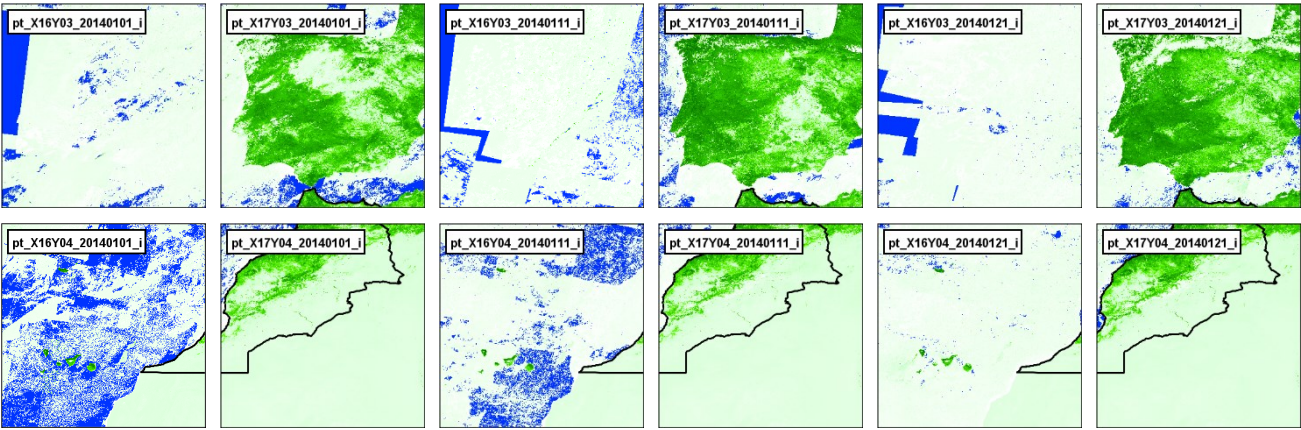 pt_X16Y03_20140101_i
pt_X17Y03_20140101_i
pt_X16Y03_20140111_i
pt_X17Y03_20140111_i
pt_X16Y03_20140121_i
pt_X17Y03_20140121_i
pt_X16Y04_20140101_i
pt_X17Y04_20140101_i
pt_X16Y04_20140111_i
pt_X17Y04_20140111_i
pt_X16Y04_20140121_i
pt_X17Y04_20140121_i